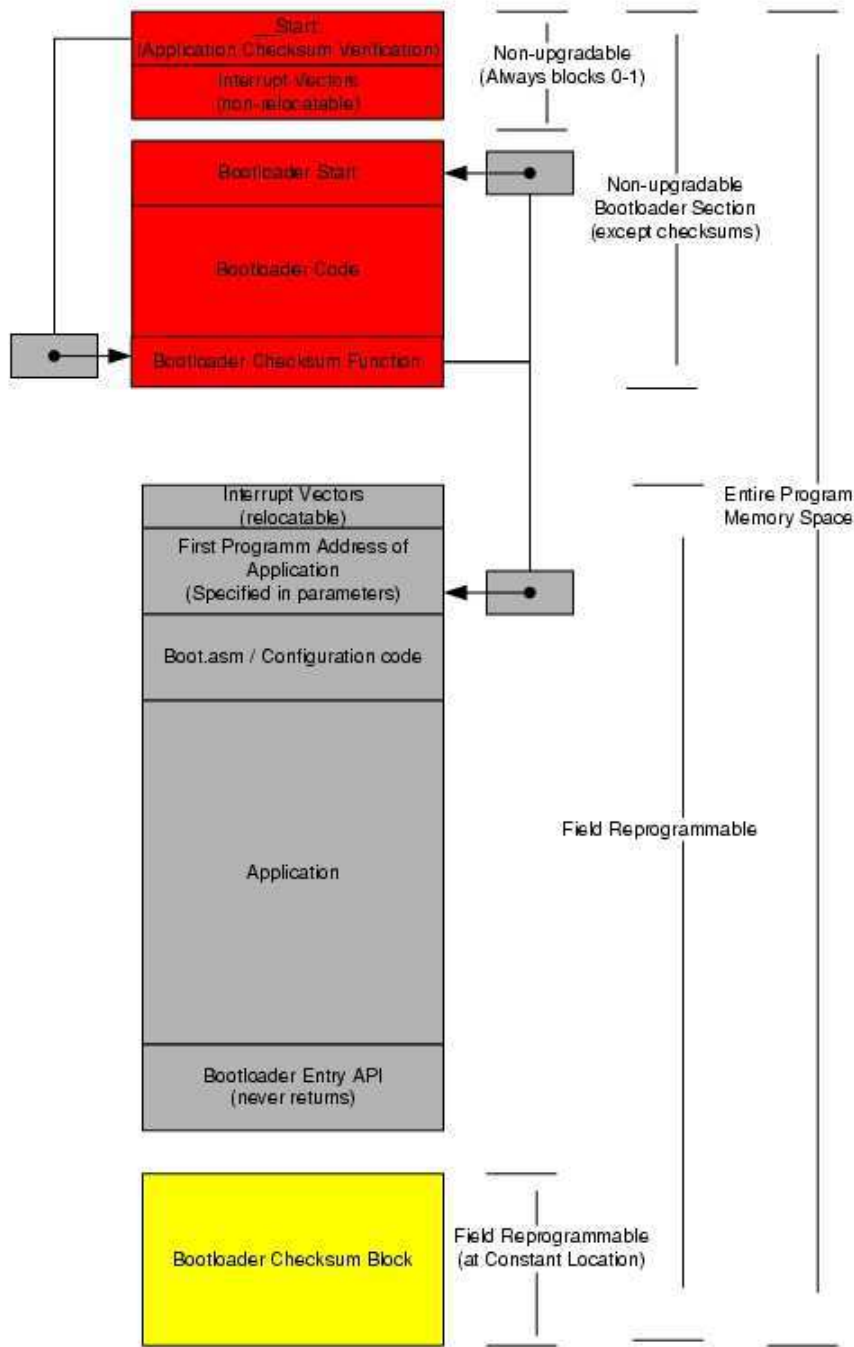 __Start:
(Application Checksum Verification)
Interrupt Vectors
(non-relocatable)
Non-upgradable
(Always blocks 0-1)
Bootloader Start
Non-upgradable
Bootloader Section
(except checksums)
Bootloader Code
Bootloader Checksum Function
Interrupt Vectors
(relocatable)
Entire Program
Memory Space
First Programm Address of
Application
(Specified in parameters)
Boot.asm / Configuration code
Field Reprogrammable
Application
Bootloader Entry API
(never returns)
Bootloader Checksum Block
Field Reprogrammable
(at Constant Location)